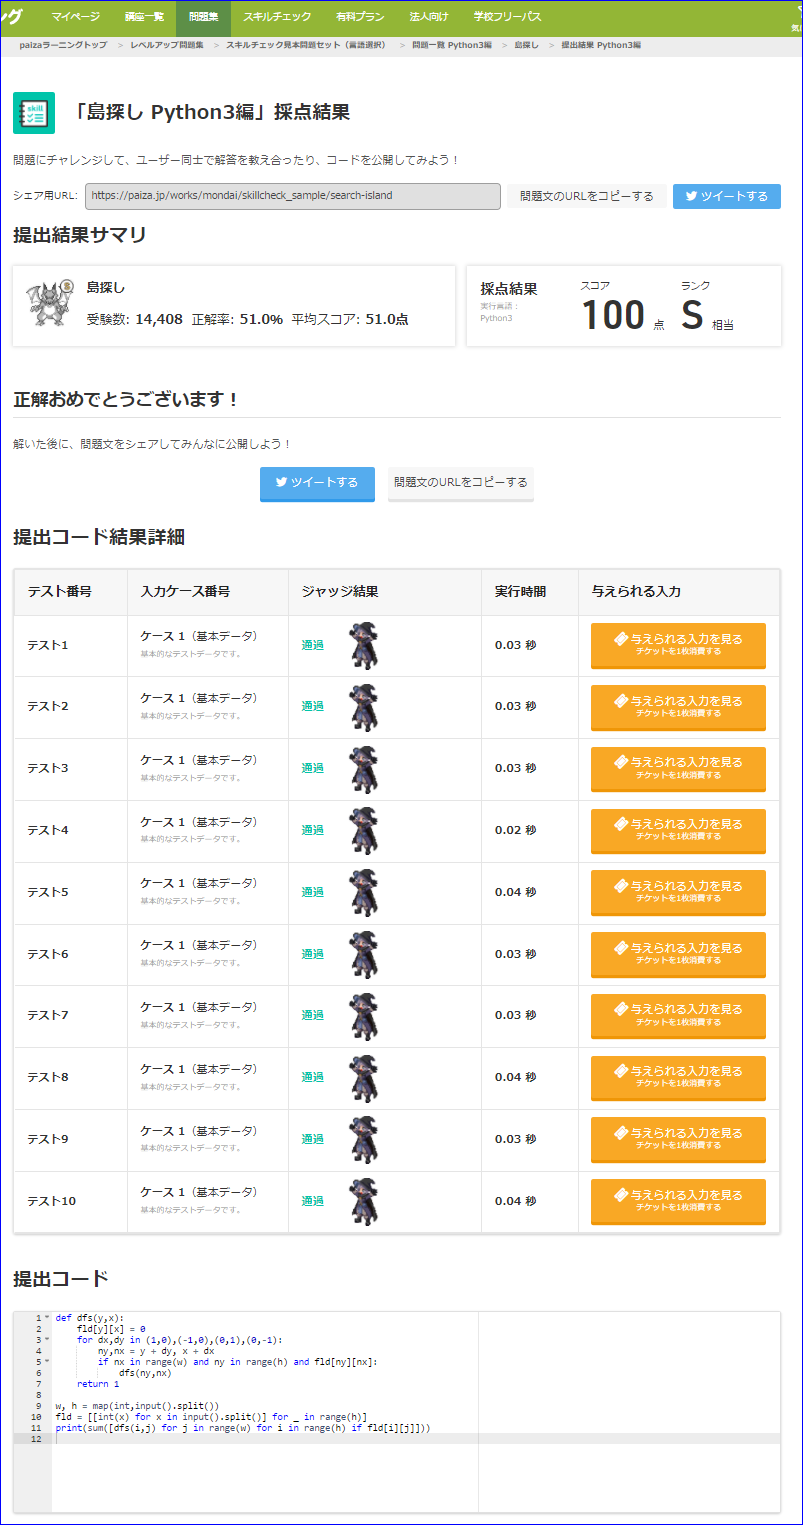 ング マイページ 講座一覧 問題集 スキルチェック 有料プラン 法人向け 学校フリーパス
paizaラーニングトップ > レベルアップ問題集 > スキルチェック見本問題セット（言語選択） > 問題一覧 Python3編 > 島探し > 提出結果 Python3編
skill
「島探し Python3編」採点結果
問題にチャレンジして、ユーザー同士で解答を教え合ったり、コードを公開してみよう！
シェア用URL: https://paiza.jp/works/mondai/skillcheck_sample/search-island 問題文のURLをコピーする ツイートする
提出結果サマリ
島探し
受験数: 14,408 正解率: 51.0% 平均スコア: 51.0点
採点結果 スコア ランク
実行言語：
Python3
100 点 S 相当
正解おめでとうございます！
解いた後に、問題文をシェアしてみんなに公開しよう！
ツイートする 問題文のURLをコピーする
提出コード結果詳細
テスト番号 入力ケース番号 ジャッジ結果 実行時間 与えられる入力
テスト1 ケース 1（基本データ） 通過 0.03 秒 与えられる入力を見る
基本的なテストデータです。 チケットを1枚消費する
テスト2 ケース 1（基本データ） 通過 0.03 秒 与えられる入力を見る
基本的なテストデータです。 チケットを1枚消費する
テスト3 ケース 1（基本データ） 通過 0.03 秒 与えられる入力を見る
基本的なテストデータです。 チケットを1枚消費する
テスト4 ケース 1（基本データ） 通過 0.02 秒 与えられる入力を見る
基本的なテストデータです。 チケットを1枚消費する
テスト5 ケース 1（基本データ） 通過 0.04 秒 与えられる入力を見る
基本的なテストデータです。 チケットを1枚消費する
テスト6 ケース 1（基本データ） 通過 0.03 秒 与えられる入力を見る
基本的なテストデータです。 チケットを1枚消費する
テスト7 ケース 1（基本データ） 通過 0.03 秒 与えられる入力を見る
基本的なテストデータです。 チケットを1枚消費する
テスト8 ケース 1（基本データ） 通過 0.04 秒 与えられる入力を見る
基本的なテストデータです。 チケットを1枚消費する
テスト9 ケース 1（基本データ） 通過 0.03 秒 与えられる入力を見る
基本的なテストデータです。 チケットを1枚消費する
テスト10 ケース 1（基本データ） 通過 0.04 秒 与えられる入力を見る
基本的なテストデータです。 チケットを1枚消費する
提出コード
1 def dfs(y,x):
2     fld[y][x] = 0
3     for dx,dy in (1,0),(-1,0),(0,1),(0,-1):
4         ny,nx = y + dy, x + dx
5         if nx in range(w) and ny in range(h) and fld[ny][nx]:
6             dfs(ny,nx)
7     return 1
8
9 w, h = map(int,input().split())
10 fld = [[int(x) for x in input().split()] for _ in range(h)]
11 print(sum([dfs(i,j) for j in range(w) for i in range(h) if fld[i][j]]))
12